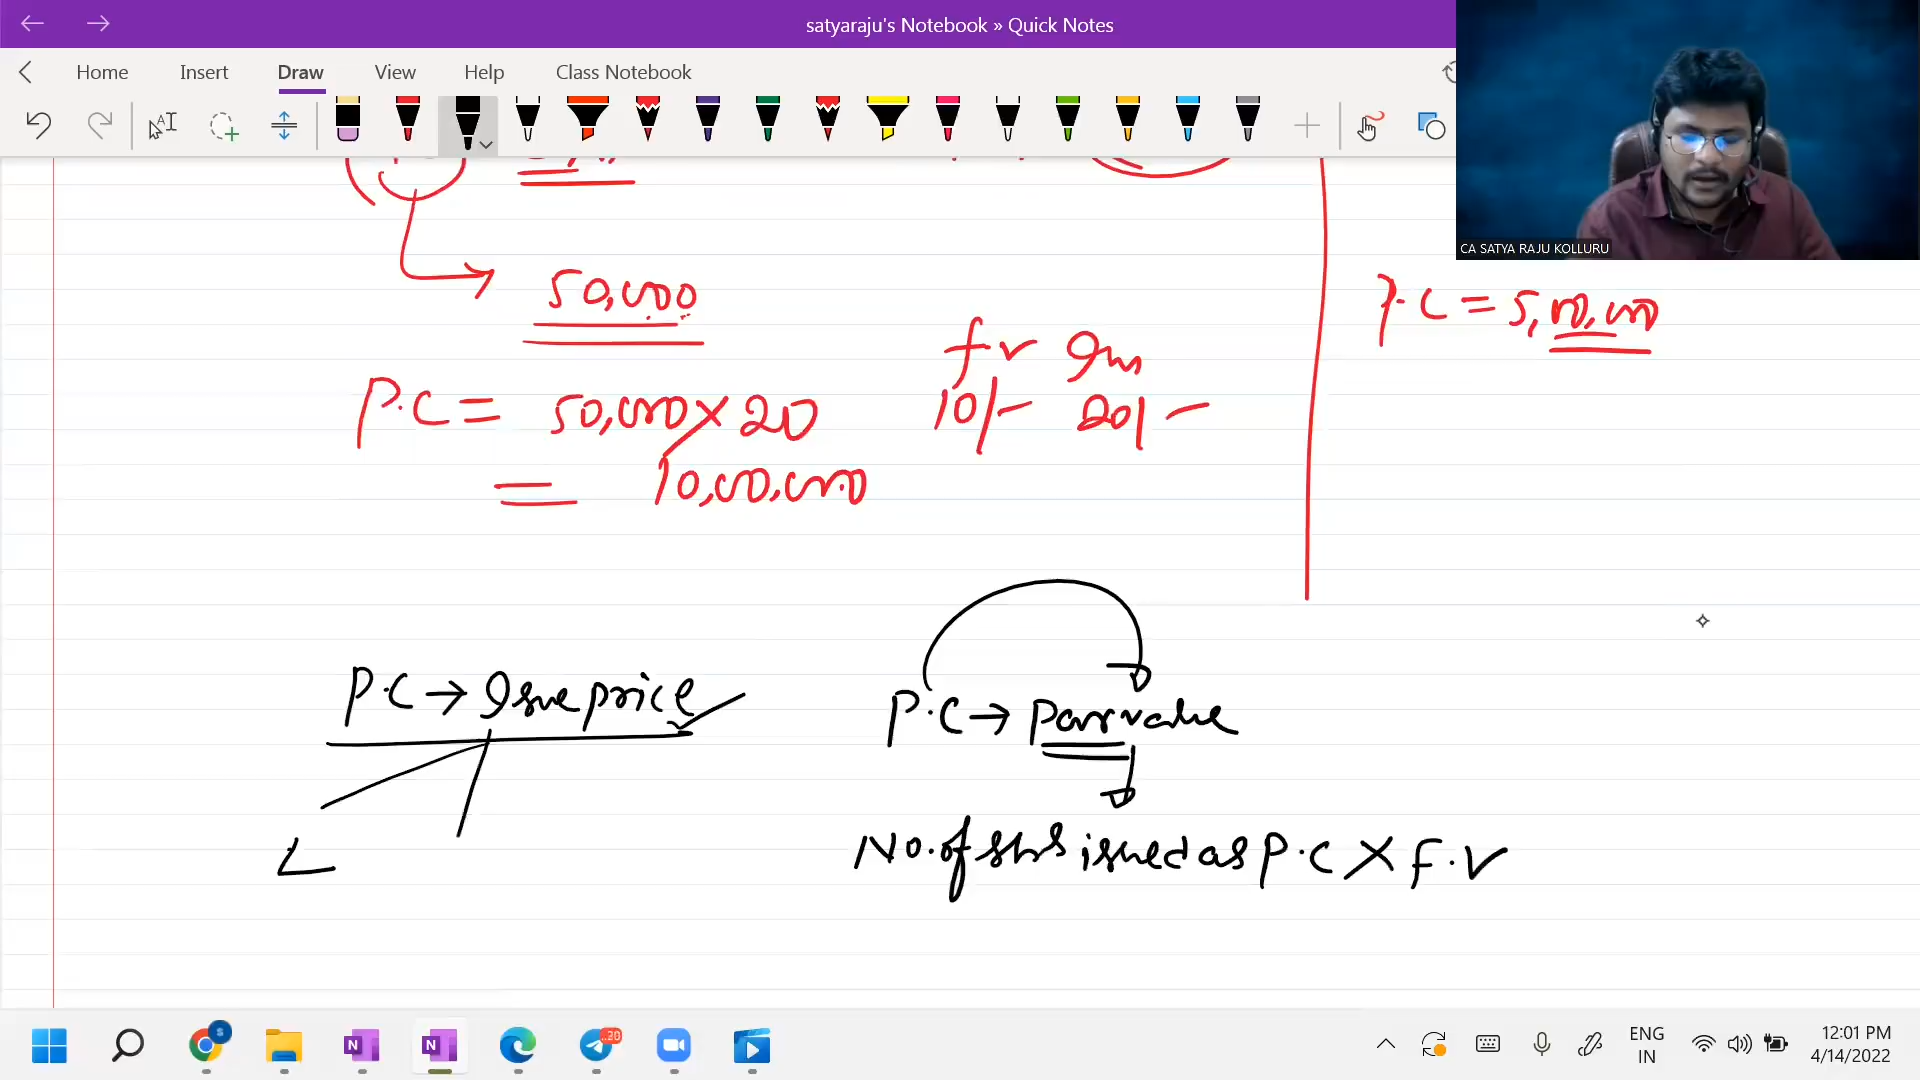 satyaraju's Notebook » Quick Notes
Home Insert Draw View Help Class Notebook
CA SATYA RAJU KOLLURU
50,000
P.C = 5,00,000
f v Issue
10/- 20/-
P.C = 50,000 X 20
= 10,00,000
P.C → Issue price
P.C → Par value
No. of shs issued as P.C X F.V
ENG
IN
12:01 PM
4/14/2022